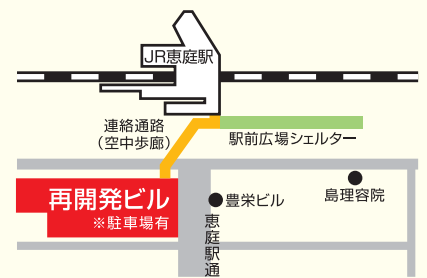 JR恵庭駅
連絡通路
（空中歩廊）
駅前広場シェルター
再開発ビル
※駐車場有
豊栄ビル
島理容院
恵庭駅通